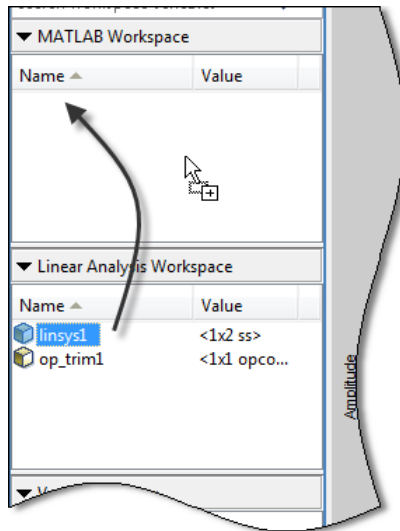 MATLAB Workspace
Name Value
Linear Analysis Workspace
Name Value
linsys1 <1x2 ss>
op_trim1 <1x1 opco...
Amplitude